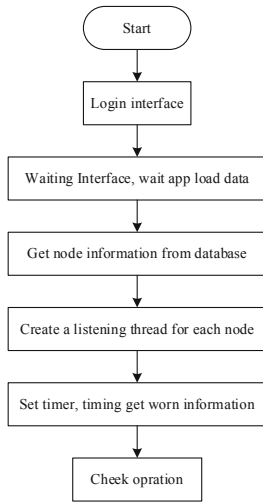 Start
Login interface
Waiting Interface, wait app load data
Get node information from database
Create a listening thread for each node
Set timer, timing get worn information
Cheek opration